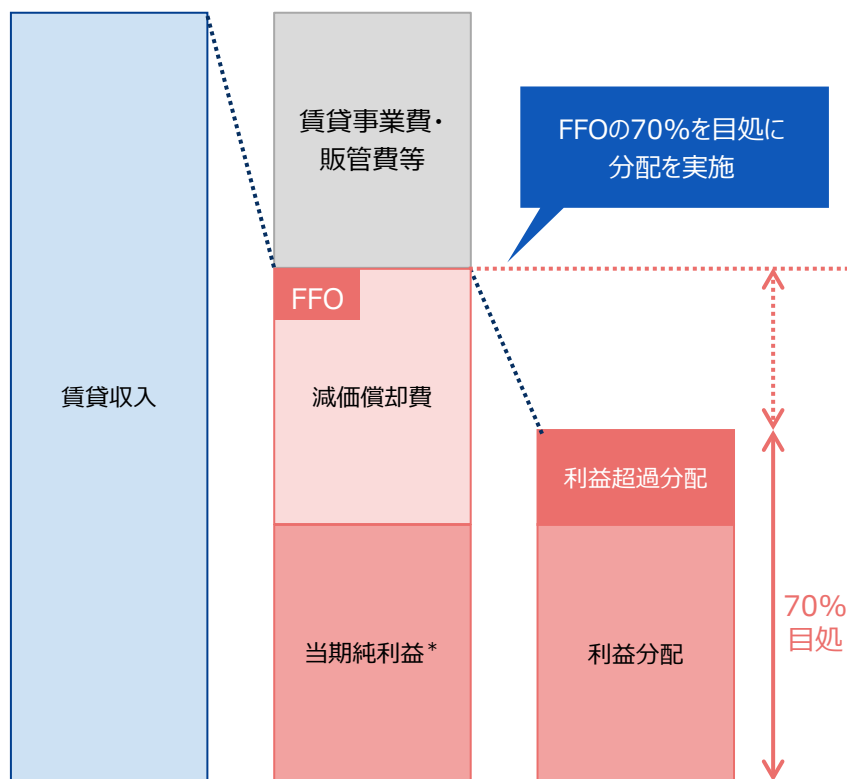 賃貸収入
賃貸事業費・
販管費等
FFO
減価償却費
当期純利益*
FFOの70%を目処に
分配を実施
利益超過分配
利益分配
70%
目処